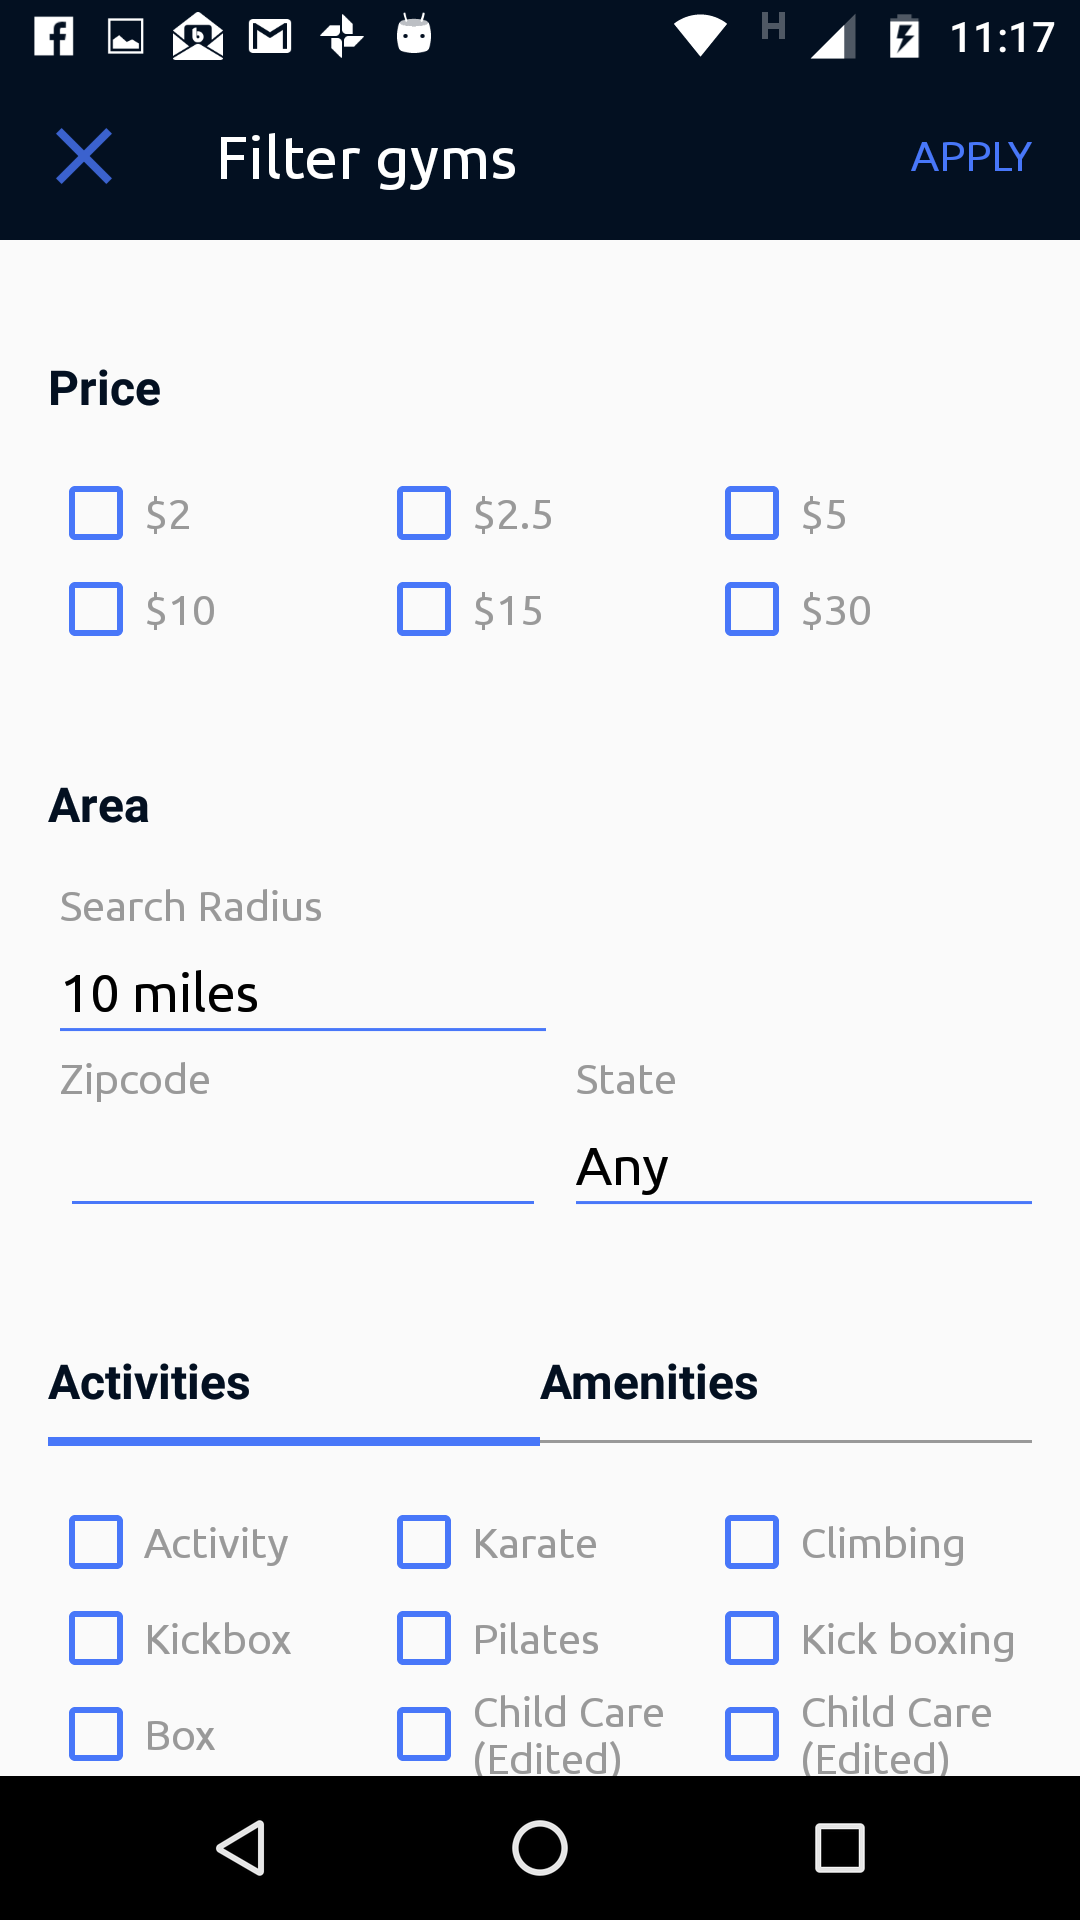 H 11:17
Filter gyms APPLY
Price
$2 $2.5 $5
$10 $15 $30
Area
Search Radius
10 miles
Zipcode State
Any
Activities Amenities
Activity Karate Climbing
Kickbox Pilates Kick boxing
Box Child Care (Edited) Child Care (Edited)